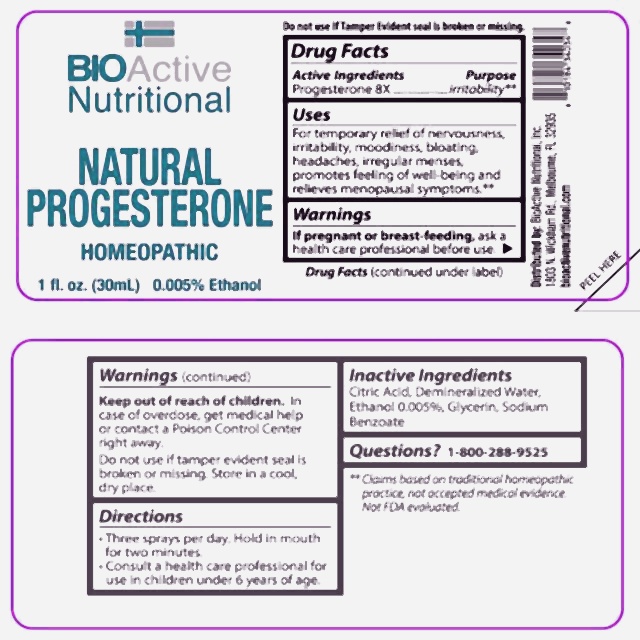 BIOActive
Nutritional
NATURAL
PROGESTERONE
HOMEOPATHIC
1 fl. oz. (30mL) 0.005% Ethanol
Do not use if Tamper Evident seal is broken or missing.
Drug Facts
Active Ingredients Purpose
Progesterone 8X irritability**
Uses
For temporary relief of nervousness,
irritability, moodiness, bloating,
headaches, irregular menses,
promotes feeling of well-being and
relieves menopausal symptoms.**
Warnings
If pregnant or breast-feeding, ask a
health care professional before use ▶
Drug Facts (continued under label)
Distributed by: BioActive Nutritional, Inc.
1803 N. Wickham Rd., Melbourne, FL 32935
bioactivenutritional.com
PEEL HERE
Warnings (continued)
Keep out of reach of children. In
case of overdose, get medical help
or contact a Poison Control Center
right away.
Do not use if tamper evident seal is
broken or missing. Store in a cool,
dry place.
Directions
• Three sprays per day. Hold in mouth
for two minutes.
• Consult a health care professional for
use in children under 6 years of age.
Inactive Ingredients
Citric Acid, Demineralized Water,
Ethanol 0.005%, Glycerin, Sodium
Benzoate
Questions? 1-800-288-9525
** Claims based on traditional homeopathic
practice, not accepted medical evidence.
Not FDA evaluated.